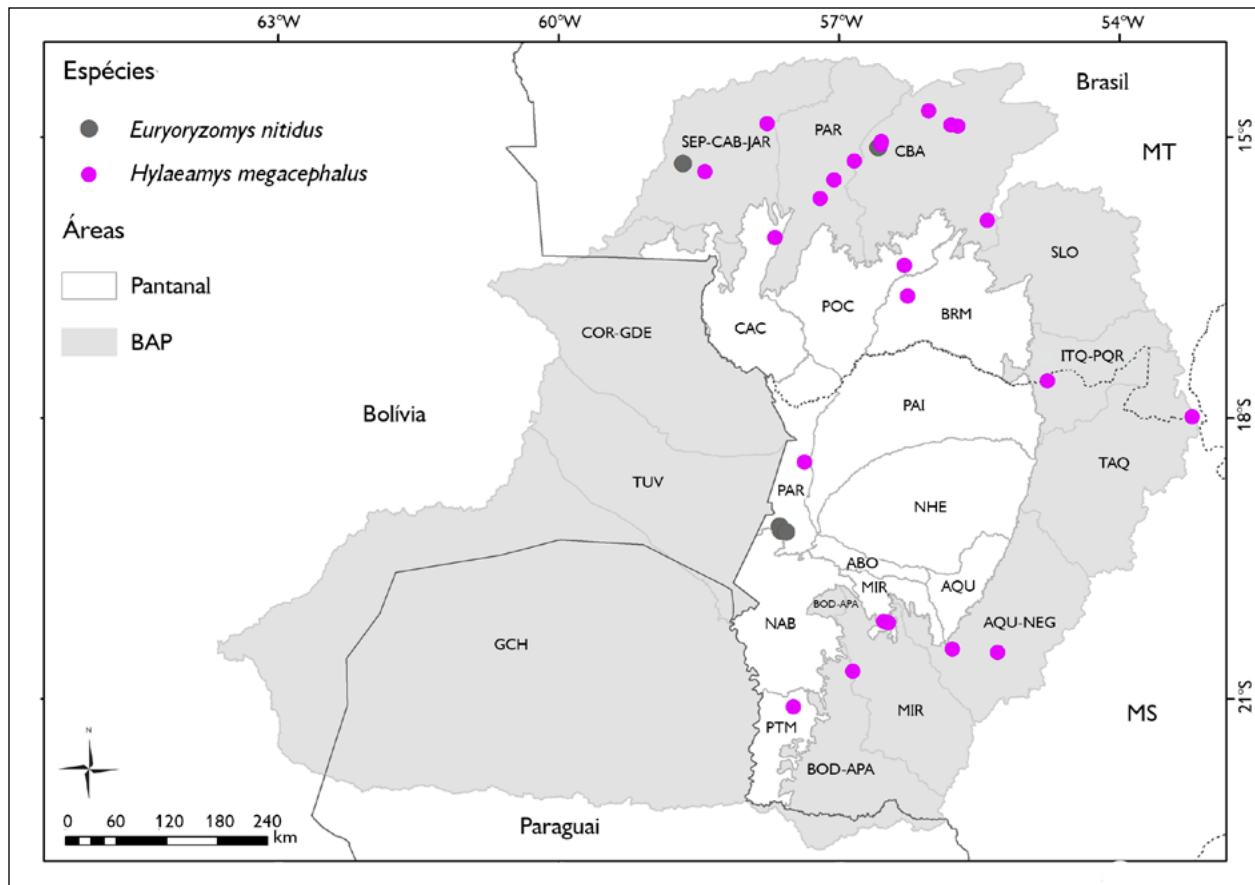 63°W 60°W 57°W 54°W
Espécies
Euryoryzomys nitidus
Hylaeamys megacephalus
Áreas
Pantanal
BAP
Brasil
MT
15°S
SEP-CAB-JAR
PAR
CBA
SLO
COR-GDE
CAC
POC
BRM
ITQ-PQR
Bolívia
PAI
18°S
TAQ
TUV
PAR
NHE
ABO
MIR
AQU
BOD-APA
AQU-NEG
NAB
GCH
21°S
MS
MIR
PTM
BOD-APA
N
0 60 120 180 240
km
Paraguai